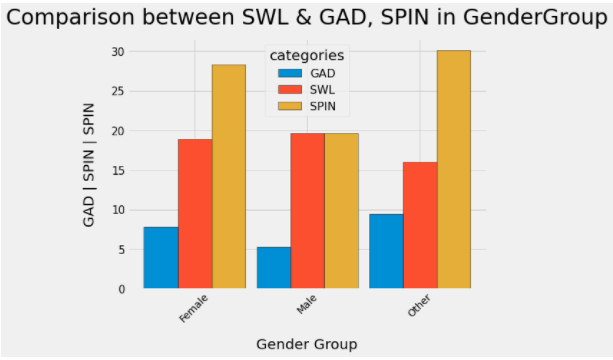 Comparison between SWL & GAD, SPIN in GenderGroup
categories
GAD
SWL
SPIN
GAD | SPIN | SPIN
30
25
20
15
10
5
0
Female
Male
Other
Gender Group